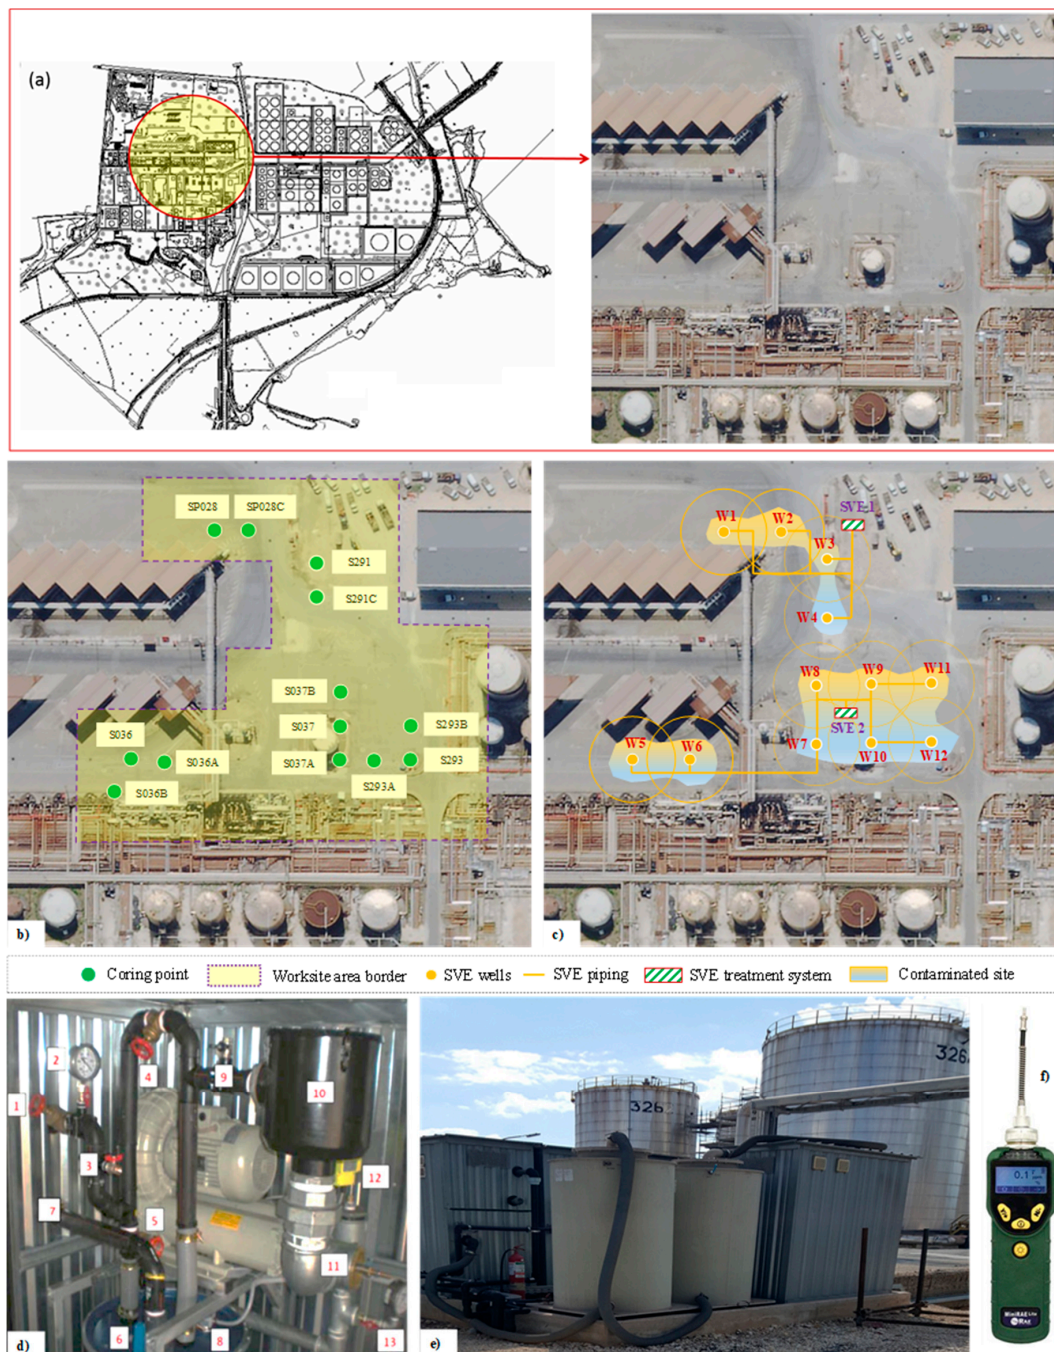 (a)
SP028
SP028C
S291
S291C
S037B
S037
S293B
S036
S036A
S037A
S293
S036B
S293A
b)
SVE 1
W1
W2
W3
W4
W8
W9
W11
SVE 2
W5
W6
W7
W10
W12
c)
Coring point
Worksite area border
SVE wells
SVE piping
SVE treatment system
Contaminated site
1
2
3
4
5
6
7
8
9
10
11
12
13
d)
326
326
e)
f)
0.1
MiniRAE Lite
RAE